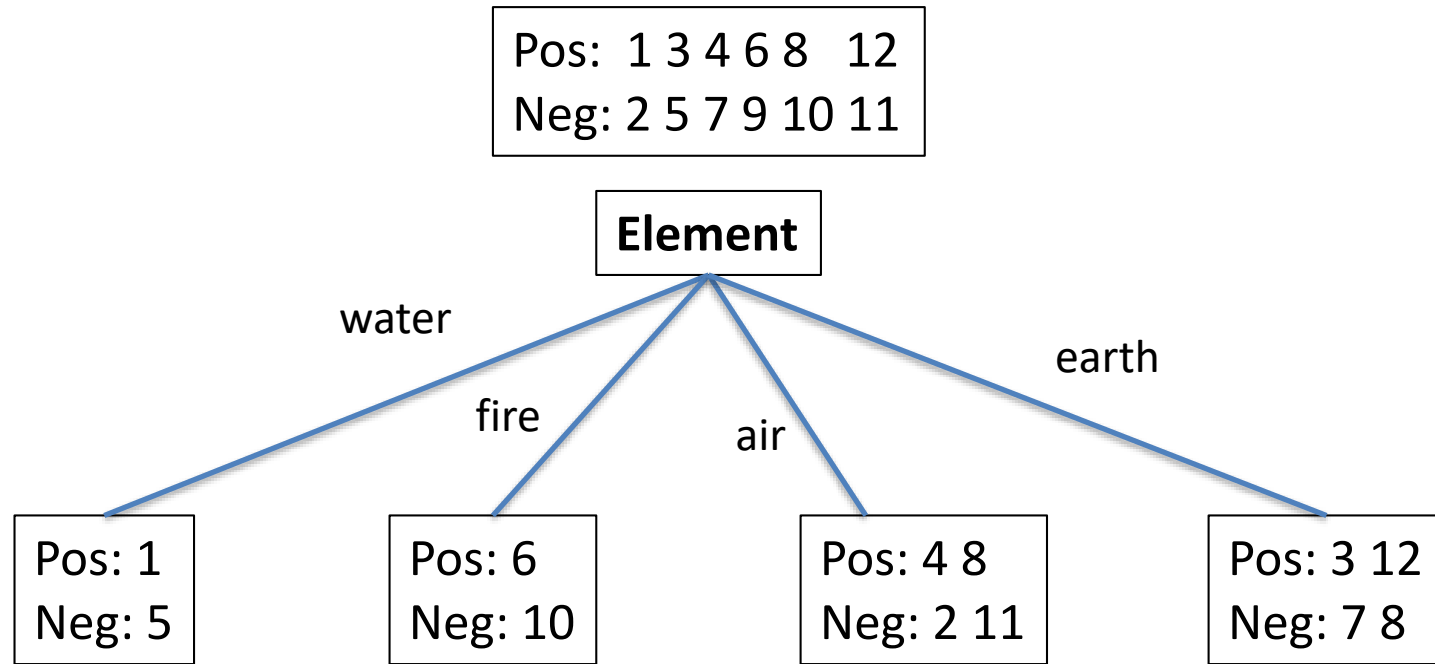 Pos: 1 3 4 6 8 12
Neg: 2 5 7 9 10 11
Element
water
fire
air
earth
Pos: 1
Neg: 5
Pos: 6
Neg: 10
Pos: 4 8
Neg: 2 11
Pos: 3 12
Neg: 7 8